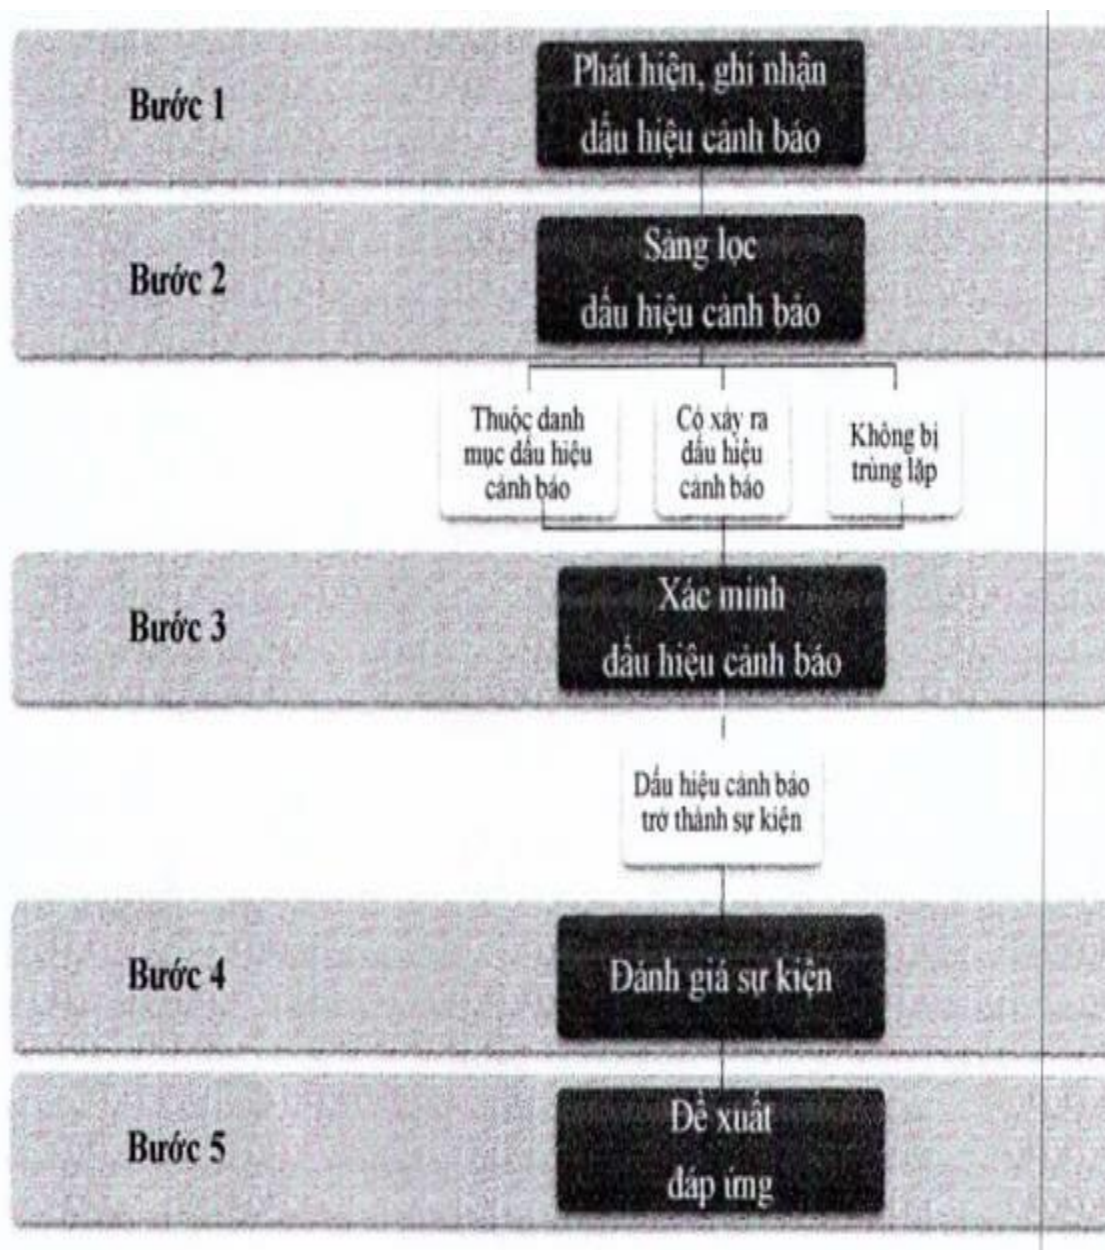 Bước 1
Phát hiện, ghi nhận
dấu hiệu cảnh báo
Bước 2
Sàng lọc
dấu hiệu cảnh báo
Thuộc danh
mục dấu hiệu
cảnh báo
Có xảy ra
dấu hiệu
cảnh báo
Không bị
trùng lặp
Bước 3
Xác minh
dấu hiệu cảnh báo
Dấu hiệu cảnh báo
trở thành sự kiện
Bước 4
Đánh giá sự kiện
Bước 5
Đề xuất
đáp ứng